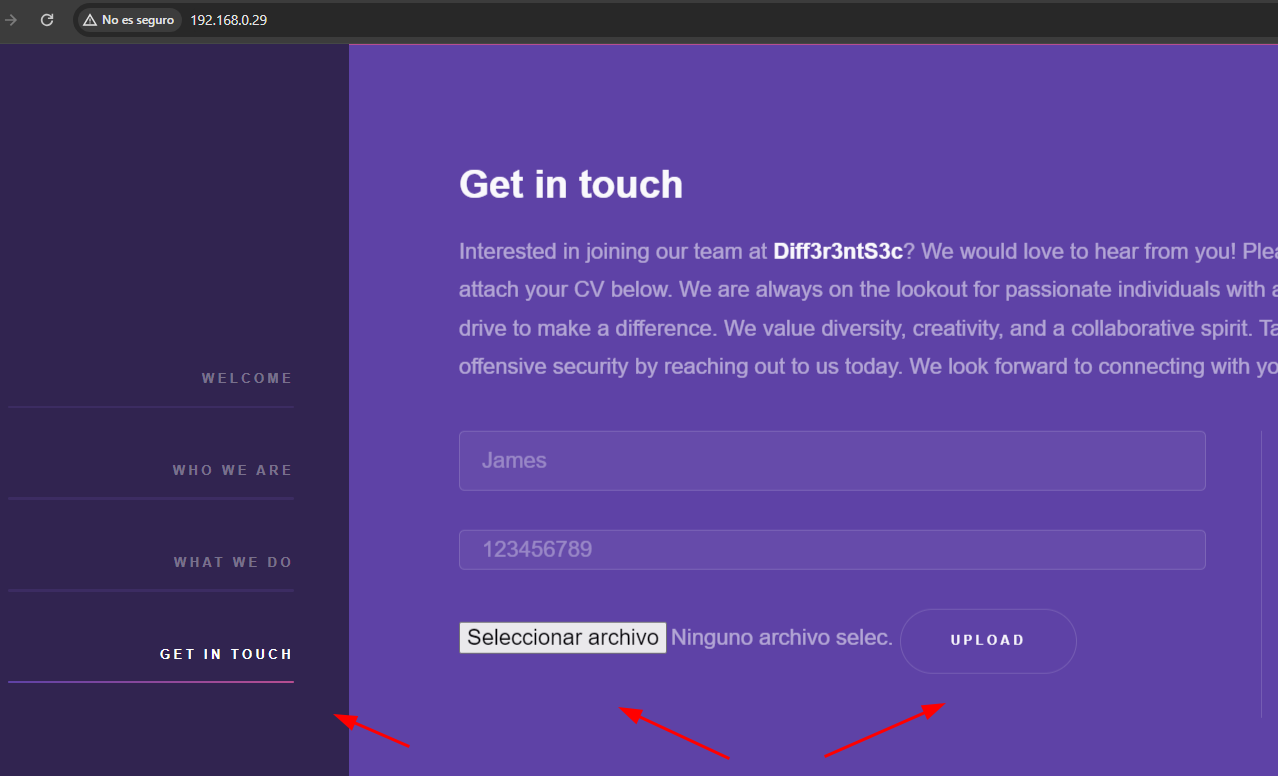 No es seguro 192.168.0.29
Get in touch
Interested in joining our team at Diff3r3ntS3c? We would love to hear from you! Plea
attach your CV below. We are always on the lookout for passionate individuals with a
drive to make a difference. We value diversity, creativity, and a collaborative spirit. Ta
offensive security by reaching out to us today. We look forward to connecting with yo
WELCOME
WHO WE ARE
WHAT WE DO
GET IN TOUCH
James
123456789
Seleccionar archivo Ninguno archivo selec. UPLOAD